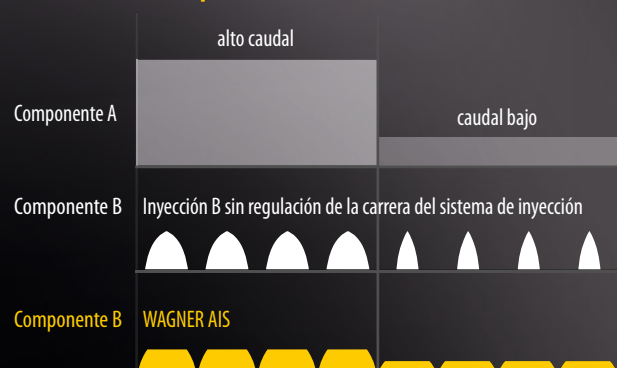 alto caudal
Componente A
caudal bajo
Componente B Inyección B sin regulación de la carrera del sistema de inyección
Componente B WAGNER AIS